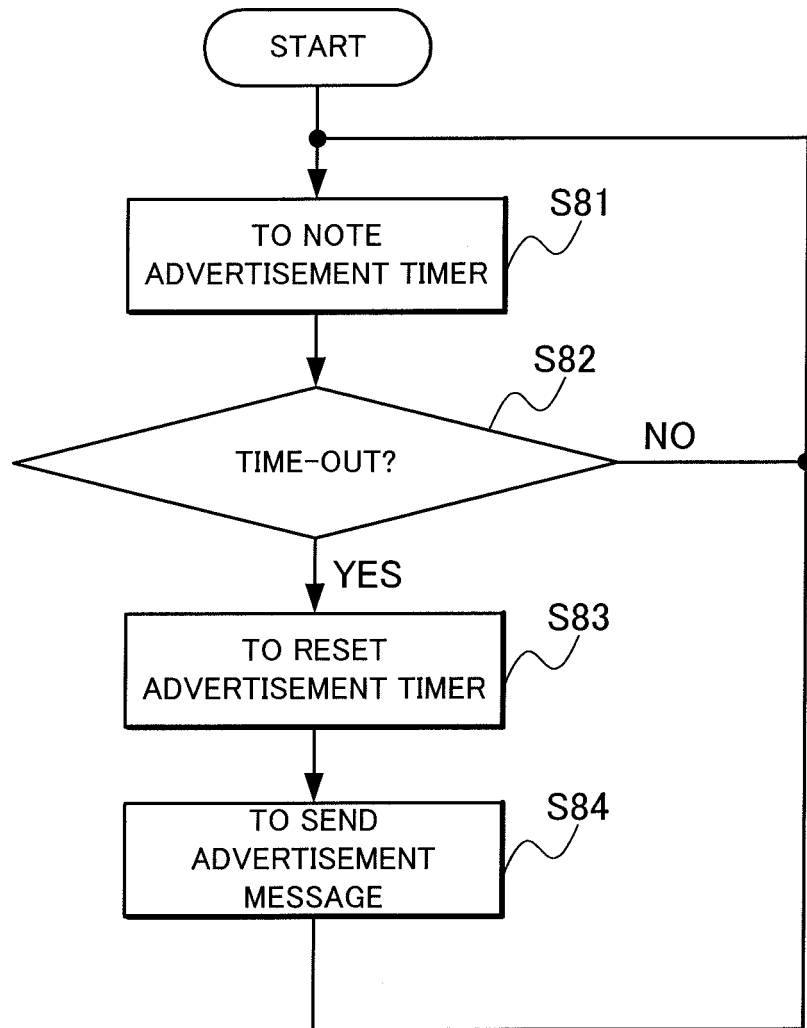 START
S81
TO NOTE
ADVERTISEMENT TIMER
S82
TIME-OUT?
NO
YES
S83
TO RESET
ADVERTISEMENT TIMER
S84
TO SEND
ADVERTISEMENT
MESSAGE